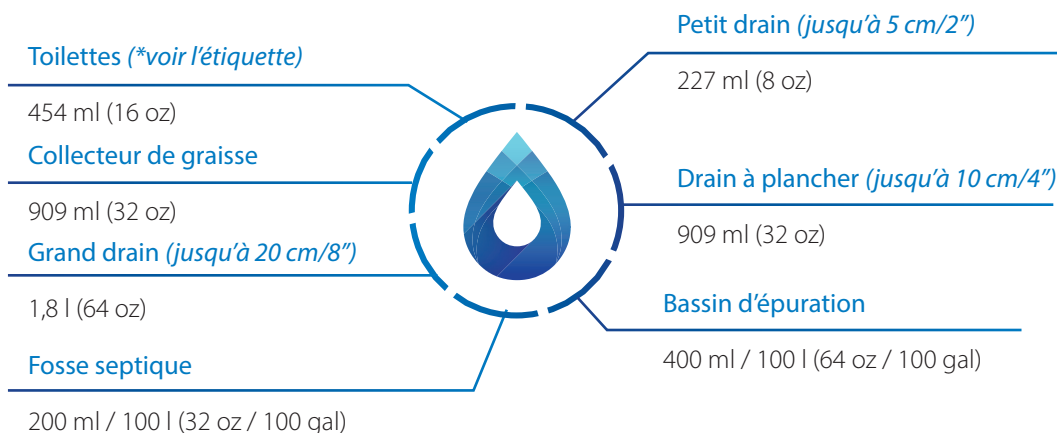 Toilettes (*voir l’étiquette)
454 ml (16 oz)
Collecteur de graisse
909 ml (32 oz)
Grand drain (jusqu’à 20 cm/8”)
1,8 l (64 oz)
Fosse septique
200 ml / 100 l (32 oz / 100 gal)
Petit drain (jusqu’à 5 cm/2”)
227 ml (8 oz)
Drain à plancher (jusqu’à 10 cm/4”)
909 ml (32 oz)
Bassin d’épuration
400 ml / 100 l (64 oz / 100 gal)